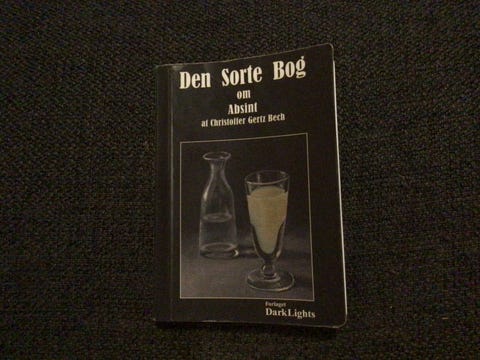 Den Sorte Bog
om
Absint
af Christoffer Gertz Bech
Forlaget
DarkLights